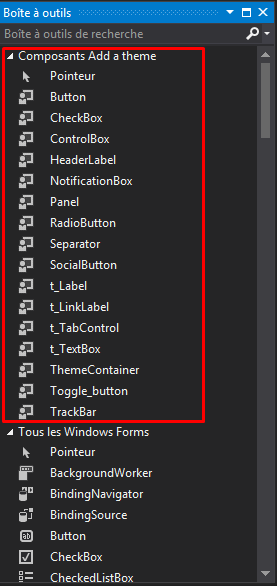 Boîte à outils
Boîte à outils de recherche
Composants Add a theme
Pointeur
Button
CheckBox
ControlBox
HeaderLabel
NotificationBox
Panel
RadioButton
Separator
SocialButton
t_Label
t_LinkLabel
t_TabControl
t_TextBox
ThemeContainer
Toggle_button
TrackBar
Tous les Windows Forms
Pointeur
BackgroundWorker
BindingNavigator
BindingSource
Button
CheckBox
CheckedListBox